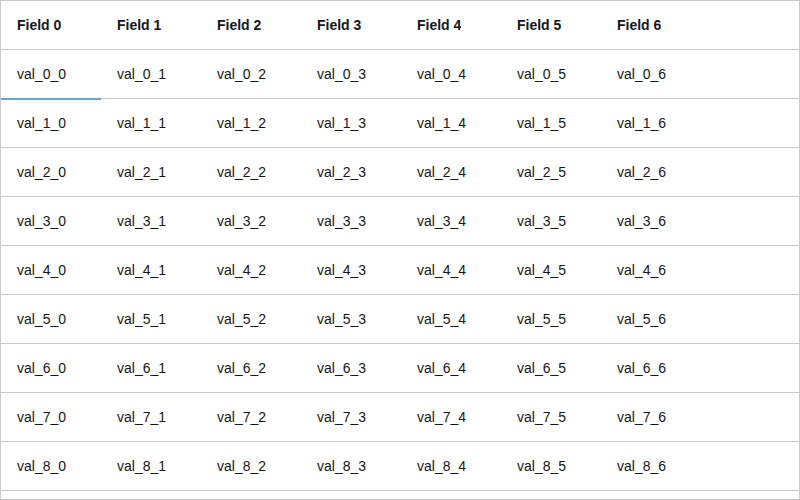 Field 0 Field 1 Field 2 Field 3 Field 4 Field 5 Field 6
val_0_0 val_0_1 val_0_2 val_0_3 val_0_4 val_0_5 val_0_6
val_1_0 val_1_1 val_1_2 val_1_3 val_1_4 val_1_5 val_1_6
val_2_0 val_2_1 val_2_2 val_2_3 val_2_4 val_2_5 val_2_6
val_3_0 val_3_1 val_3_2 val_3_3 val_3_4 val_3_5 val_3_6
val_4_0 val_4_1 val_4_2 val_4_3 val_4_4 val_4_5 val_4_6
val_5_0 val_5_1 val_5_2 val_5_3 val_5_4 val_5_5 val_5_6
val_6_0 val_6_1 val_6_2 val_6_3 val_6_4 val_6_5 val_6_6
val_7_0 val_7_1 val_7_2 val_7_3 val_7_4 val_7_5 val_7_6
val_8_0 val_8_1 val_8_2 val_8_3 val_8_4 val_8_5 val_8_6